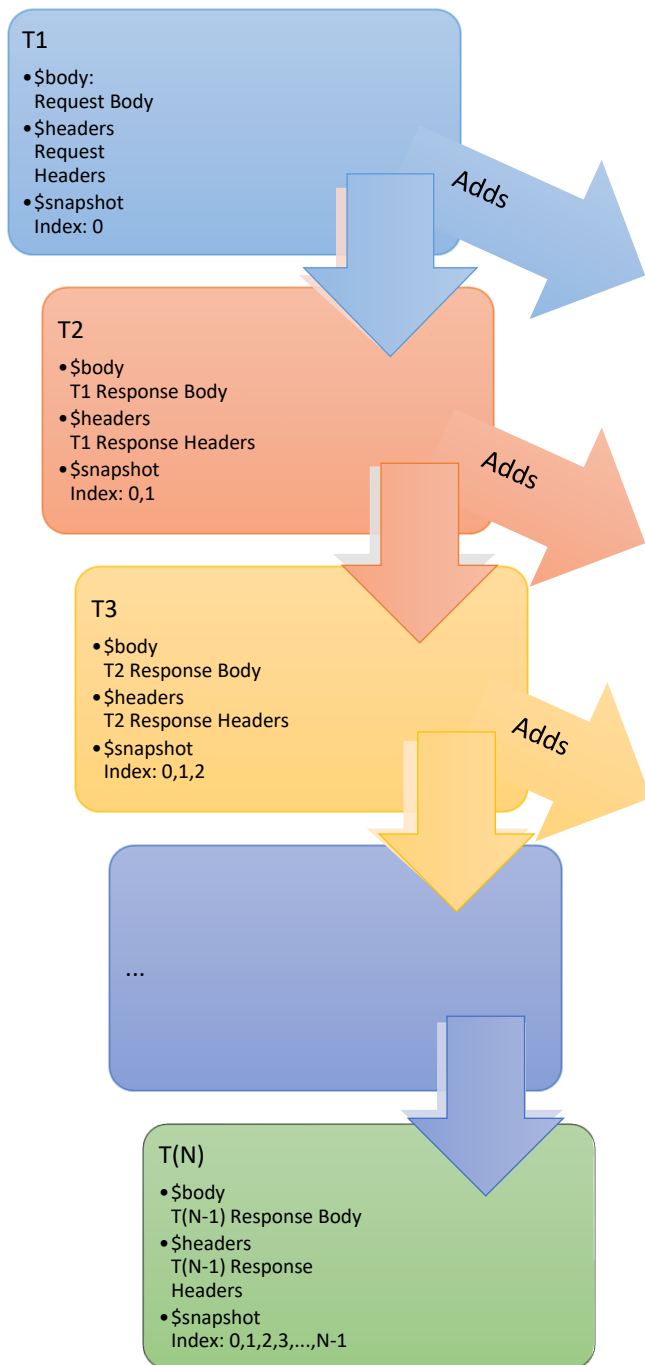 T1
•$body:
Request Body
•$headers
Request
Headers
•$snapshot
Index: 0
Adds
T2
•$body
T1 Response Body
•$headers
T1 Response Headers
•$snapshot
Index: 0,1
Adds
T3
•$body
T2 Response Body
•$headers
T2 Response Headers
•$snapshot
Index: 0,1,2
Adds
...
T(N)
•$body
T(N-1) Response Body
•$headers
T(N-1) Response
Headers
•$snapshot
Index: 0,1,2,3,...,N-1